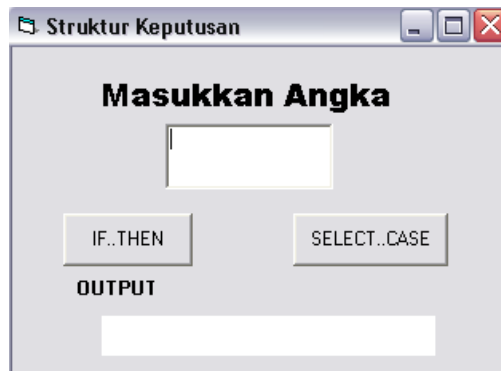 Struktur Keputusan
Masukkan Angka
IF..THEN
SELECT..CASE
OUTPUT